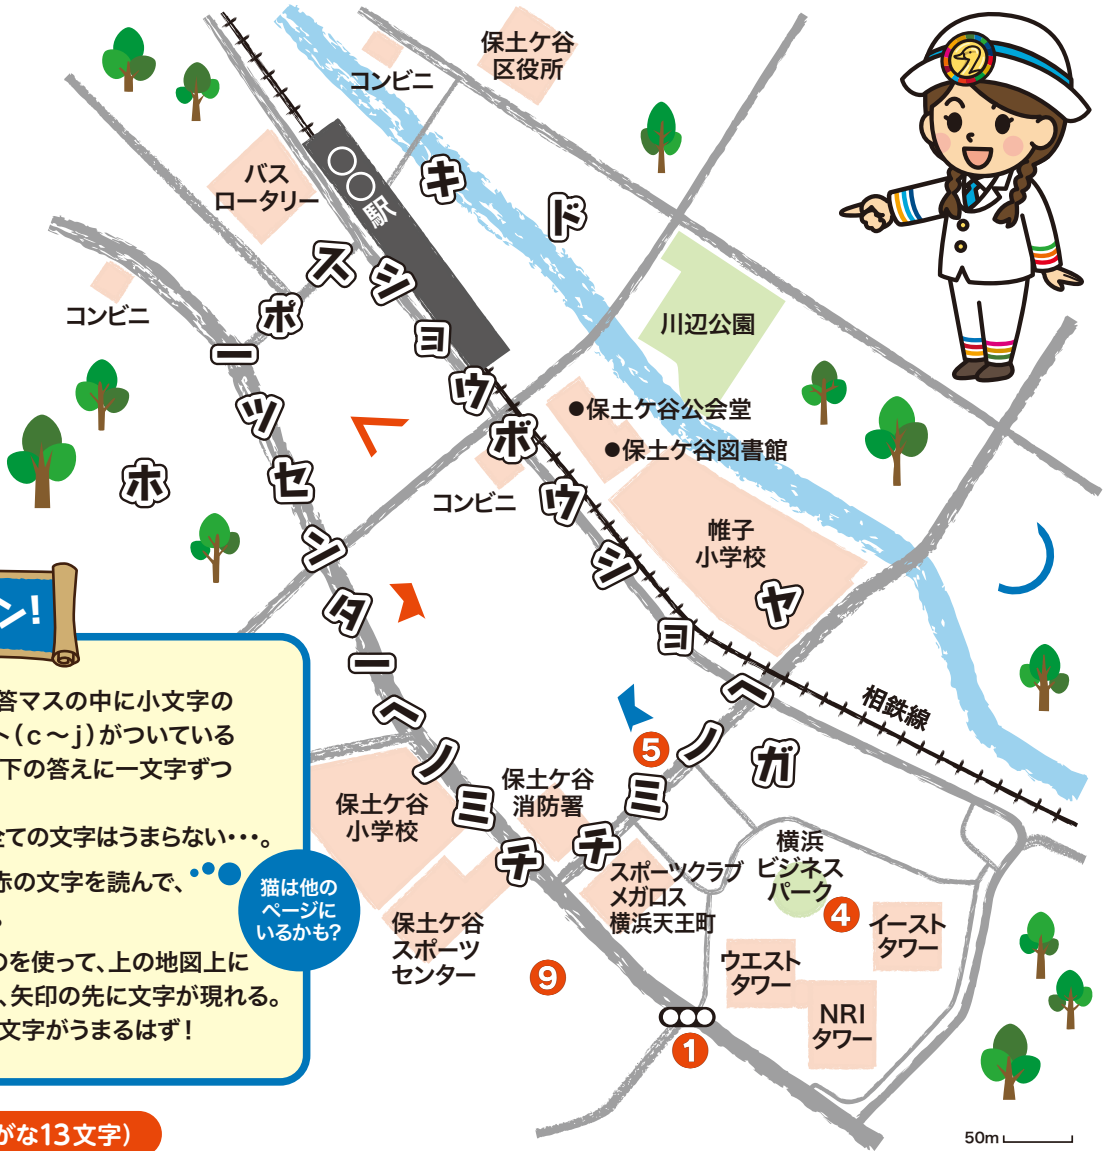 保土ケ谷
区役所
コンビニ
バス
ロータリー
〇〇駅
キ
ド
コンビニ
川辺公園
●保土ケ谷公会堂
●保土ケ谷図書館
コンビニ
帷子
小学校
ホ
ヤ
ガ
スポーツセンターヘノミチ
ショウボウショヘノミチ
相鉄線
5
保土ケ谷
小学校
保土ケ谷
消防署
保土ケ谷
スポーツ
センター
スポーツクラブ
メガロス
横浜天王町
横浜
ビジネス
パーク
4
イースト
タワー
ウエスト
タワー
NRI
タワー
9
1
50m
ン!
答マスの中に小文字の
ト(c〜j)がついている
下の答えに一文字ずつ
全ての文字はうまらない・・・。
赤の文字を読んで、
。
のを使って、上の地図上に
、矢印の先に文字が現れる。
文字がうまるはず!
猫は他の
ページに
いるかも?
がな13文字)